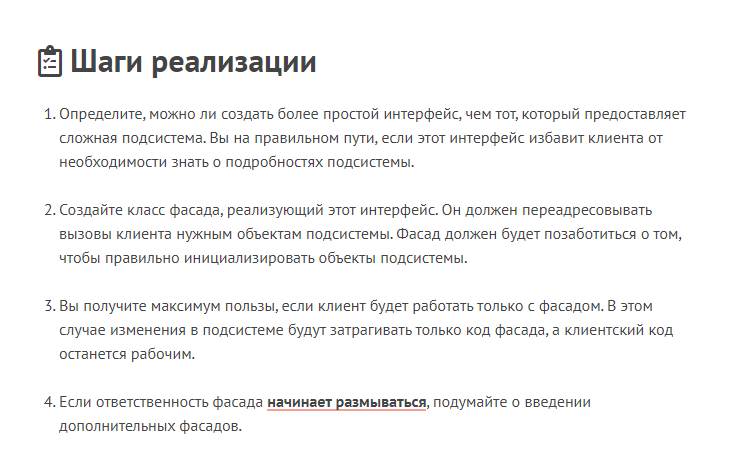 Шаги реализации
1. Определите, можно ли создать более простой интерфейс, чем тот, который предоставляет
сложная подсистема. Вы на правильном пути, если этот интерфейс избавит клиента от
необходимости знать о подробностях подсистемы.
2. Создайте класс фасада, реализующий этот интерфейс. Он должен переадресовывать
вызовы клиента нужным объектам подсистемы. Фасад должен будет позаботиться о том,
чтобы правильно инициализировать объекты подсистемы.
3. Вы получите максимум пользы, если клиент будет работать только с фасадом. В этом
случае изменения в подсистеме будут затрагивать только код фасада, а клиентский код
останется рабочим.
4. Если ответственность фасада начинает размываться, подумайте о введении
дополнительных фасадов.